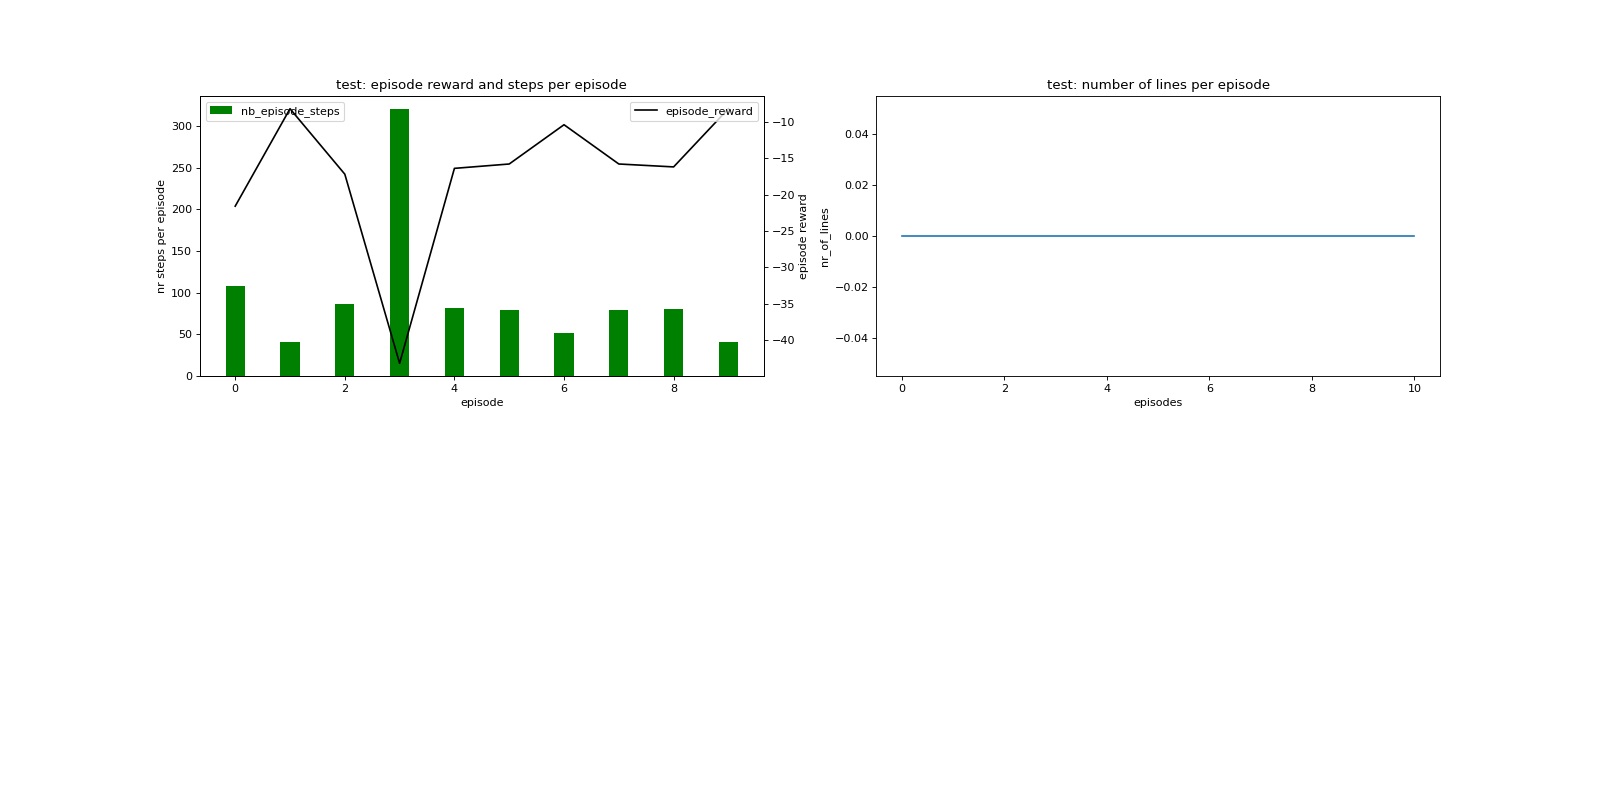 test: episode reward and steps per episode
nb_episode_steps
episode_reward
300
250
200
150
100
50
0
nr steps per episode
0 2 4 6 8
episode
−10
−15
−20
−25
−30
−35
−40
episode reward
test: number of lines per episode
0.04
0.02
0.00
−0.02
−0.04
nr_of_lines
0 2 4 6 8 10
episodes